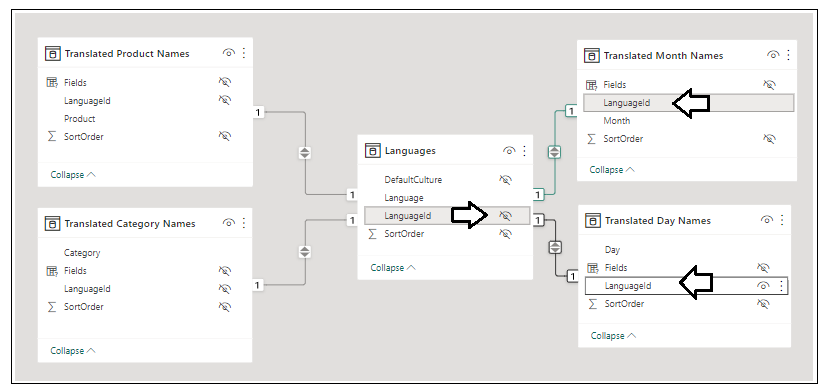 Translated Product Names
Fields
LanguageId
Product
SortOrder
Collapse
Translated Category Names
Category
Fields
LanguageId
SortOrder
Collapse
Languages
DefaultCulture
Language
LanguageId
SortOrder
Collapse
Translated Month Names
Fields
LanguageId
Month
SortOrder
Collapse
Translated Day Names
Day
Fields
LanguageId
SortOrder
Collapse
1
1
1
1
1
1
1
1